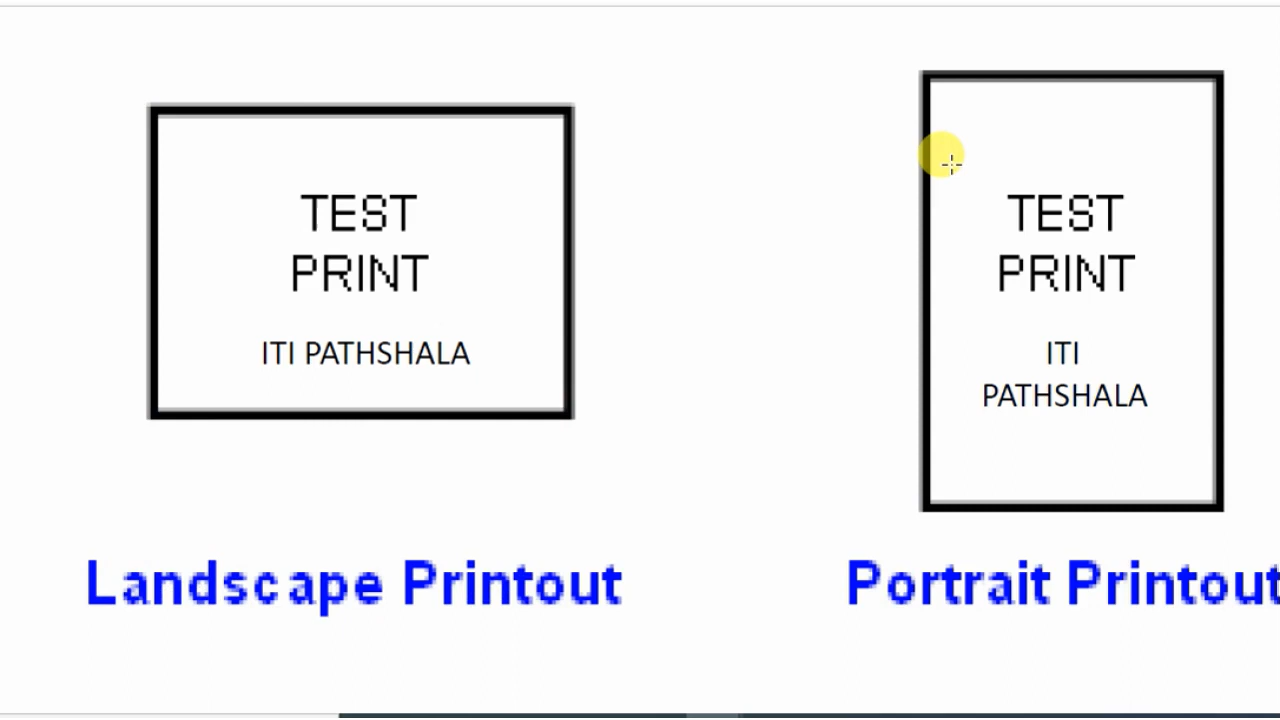 TEST
PRINT
ITI PATHSHALA
Landscape Printout
TEST
PRINT
ITI
PATHSHALA
Portrait Printout